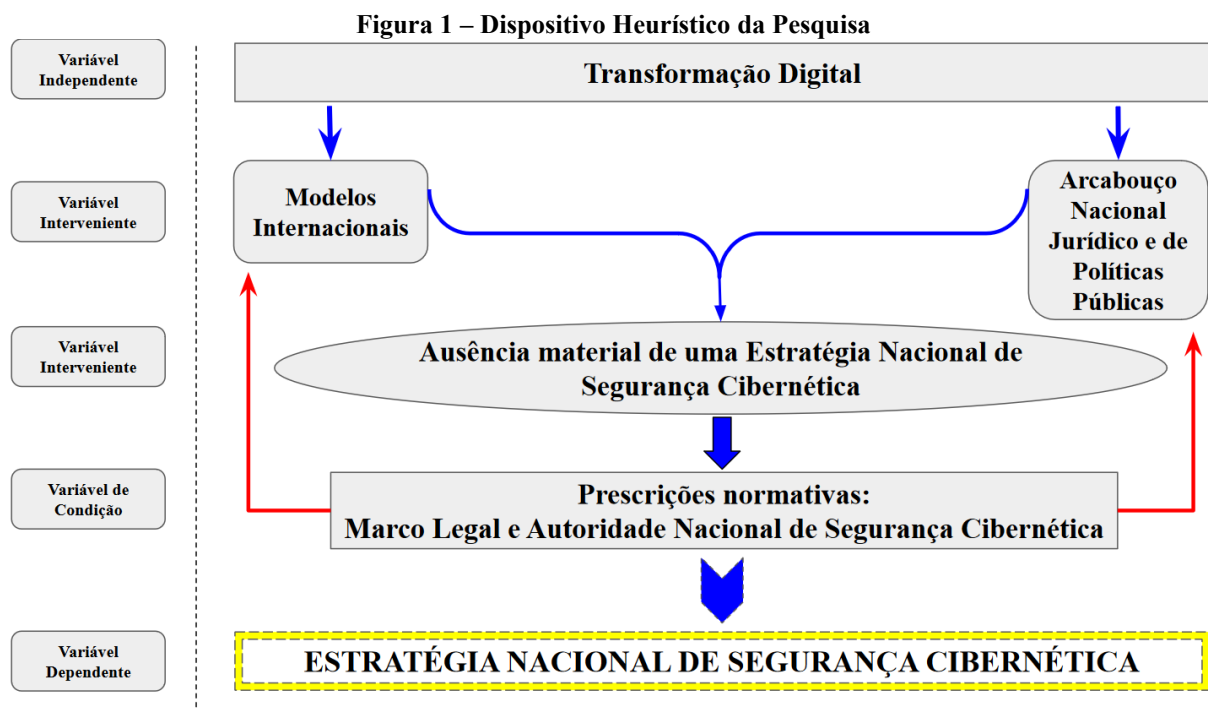 Figura 1 – Dispositivo Heurístico da Pesquisa
Variável
Independente
Transformação Digital
Variável
Interveniente
Modelos
Internacionais
Arcabouço
Nacional
Jurídico e de
Políticas
Públicas
Variável
Interveniente
Ausência material de uma Estratégia Nacional de
Segurança Cibernética
Variável de
Condição
Prescrições normativas:
Marco Legal e Autoridade Nacional de Segurança Cibernética
Variável
Dependente
ESTRATÉGIA NACIONAL DE SEGURANÇA CIBERNÉTICA